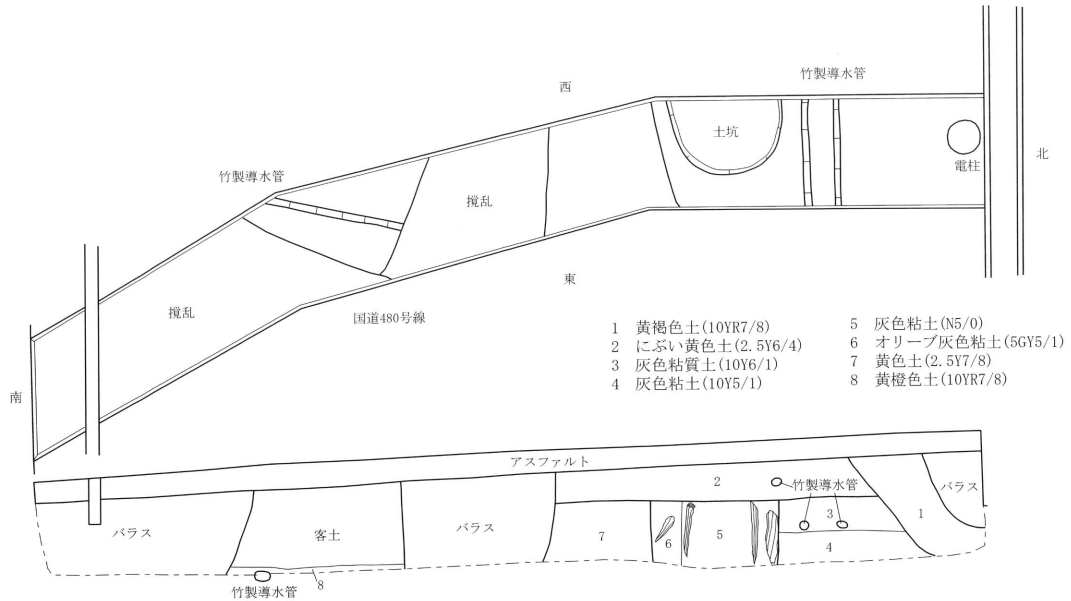 西
竹製導水管
土坑
電柱
北
竹製導水管
撹乱
東
撹乱
国道480号線
南
1 黄褐色土(10YR7/8)
2 にぶい黄色土(2.5Y6/4)
3 灰色粘質土(10Y6/1)
4 灰色粘土(10Y5/1)
5 灰色粘土(N5/0)
6 オリーブ灰色粘土(5GY5/1)
7 黄色土(2.5Y7/8)
8 黄橙色土(10YR7/8)
アスファルト
2
竹製導水管
バラス
バラス
客土
バラス
7
6
5
3
4
1
8
竹製導水管